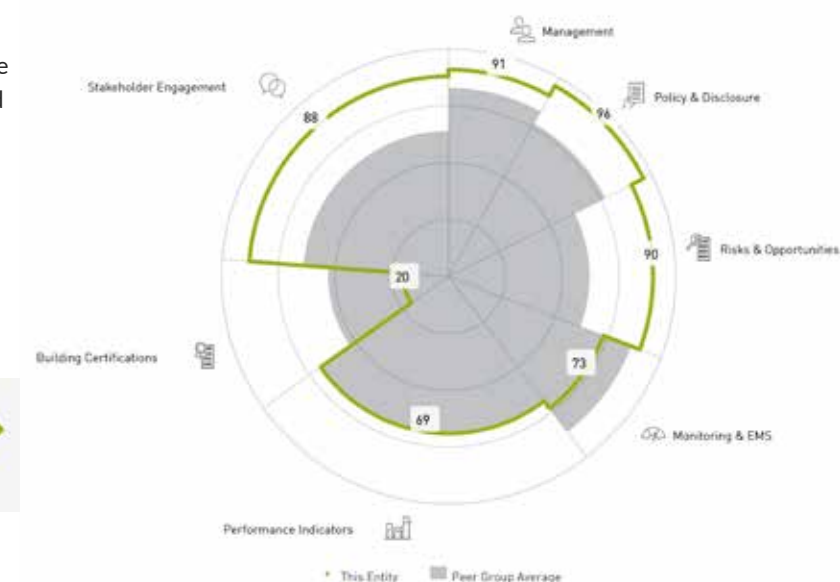 Management
91
Stakeholder Engagement
88
96
Policy & Disclosure
90
Risks & Opportunities
20
Building Certifications
73
69
Monitoring & EMS
Performance Indicators
This Entity
Peer Group Average